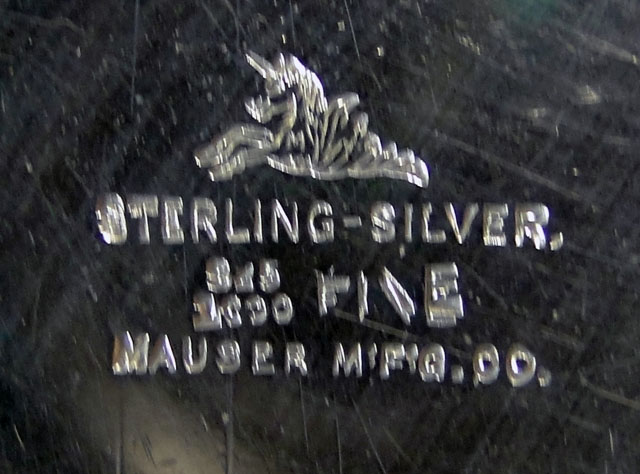 STERLING-SILVER.
925
1000 FINE
MAUSER M'F'G. CO.